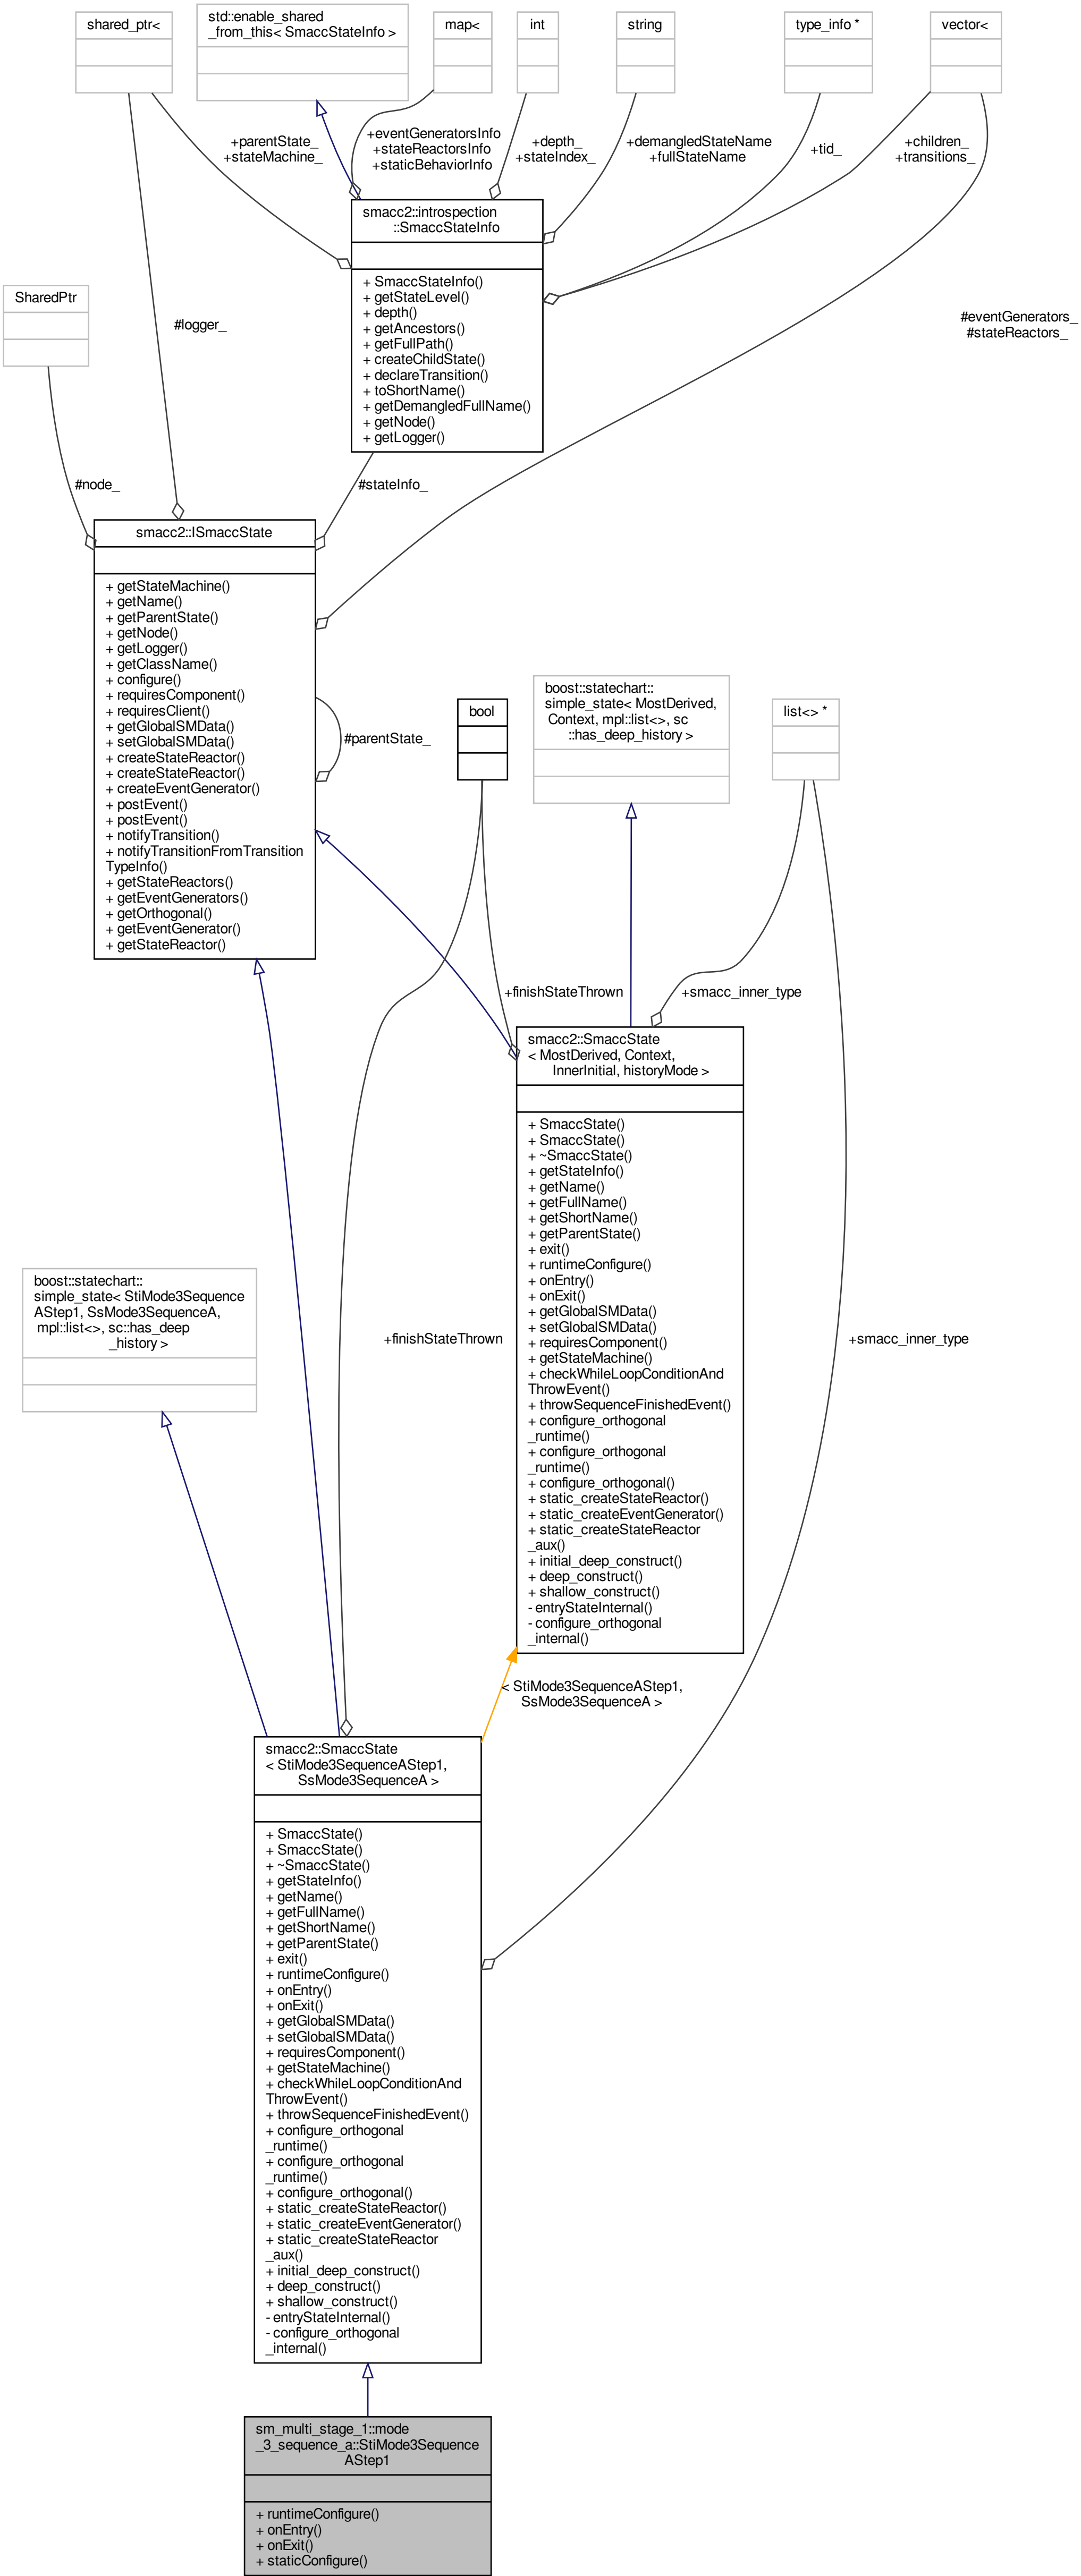 shared_ptr<
std::enable_shared
_from_this< SmaccStateInfo >
map<
int
string
type_info *
vector<
+parentState_
+stateMachine_
+eventGeneratorsInfo
+stateReactorsInfo
+staticBehaviorInfo
+depth_
+stateIndex_
+demangledStateName
+fullStateName
+tid_
+children_
+transitions_
smacc2::introspection
::SmaccStateInfo
+ SmaccStateInfo()
+ getStateLevel()
+ depth()
+ getAncestors()
+ getFullPath()
+ createChildState()
+ declareTransition()
+ toShortName()
+ getDemangledFullName()
+ getNode()
+ getLogger()
SharedPtr
#logger_
#eventGenerators_
#stateReactors_
#node_
#stateInfo_
smacc2::ISmaccState
+ getStateMachine()
+ getName()
+ getParentState()
+ getNode()
+ getLogger()
+ getClassName()
+ configure()
+ requiresComponent()
+ requiresClient()
+ getGlobalSMData()
+ setGlobalSMData()
+ createStateReactor()
+ createStateReactor()
+ createEventGenerator()
+ postEvent()
+ postEvent()
+ notifyTransition()
+ notifyTransitionFromTransition
TypeInfo()
+ getStateReactors()
+ getEventGenerators()
+ getOrthogonal()
+ getEventGenerator()
+ getStateReactor()
#parentState_
bool
boost::statechart::
simple_state< MostDerived,
Context, mpl::list<>, sc
::has_deep_history >
list<> *
+finishStateThrown
+smacc_inner_type
smacc2::SmaccState
< MostDerived, Context,
InnerInitial, historyMode >
+ SmaccState()
+ SmaccState()
+ ~SmaccState()
+ getStateInfo()
+ getName()
+ getFullName()
+ getShortName()
+ getParentState()
+ exit()
+ runtimeConfigure()
+ onEntry()
+ onExit()
+ getGlobalSMData()
+ setGlobalSMData()
+ requiresComponent()
+ getStateMachine()
+ checkWhileLoopConditionAnd
ThrowEvent()
+ throwSequenceFinishedEvent()
+ configure_orthogonal
_runtime()
+ configure_orthogonal
_runtime()
+ configure_orthogonal()
+ static_createStateReactor()
+ static_createEventGenerator()
+ static_createStateReactor
_aux()
+ initial_deep_construct()
+ deep_construct()
+ shallow_construct()
- entryStateInternal()
- configure_orthogonal
_internal()
boost::statechart::
simple_state< StiMode3Sequence
AStep1, SsMode3SequenceA,
mpl::list<>, sc::has_deep
_history >
+finishStateThrown
+smacc_inner_type
< StiMode3SequenceAStep1,
SsMode3SequenceA >
smacc2::SmaccState
< StiMode3SequenceAStep1,
SsMode3SequenceA >
+ SmaccState()
+ SmaccState()
+ ~SmaccState()
+ getStateInfo()
+ getName()
+ getFullName()
+ getShortName()
+ getParentState()
+ exit()
+ runtimeConfigure()
+ onEntry()
+ onExit()
+ getGlobalSMData()
+ setGlobalSMData()
+ requiresComponent()
+ getStateMachine()
+ checkWhileLoopConditionAnd
ThrowEvent()
+ throwSequenceFinishedEvent()
+ configure_orthogonal
_runtime()
+ configure_orthogonal
_runtime()
+ configure_orthogonal()
+ static_createStateReactor()
+ static_createEventGenerator()
+ static_createStateReactor
_aux()
+ initial_deep_construct()
+ deep_construct()
+ shallow_construct()
- entryStateInternal()
- configure_orthogonal
_internal()
sm_multi_stage_1::mode
_3_sequence_a::StiMode3Sequence
AStep1
+ runtimeConfigure()
+ onEntry()
+ onExit()
+ staticConfigure()